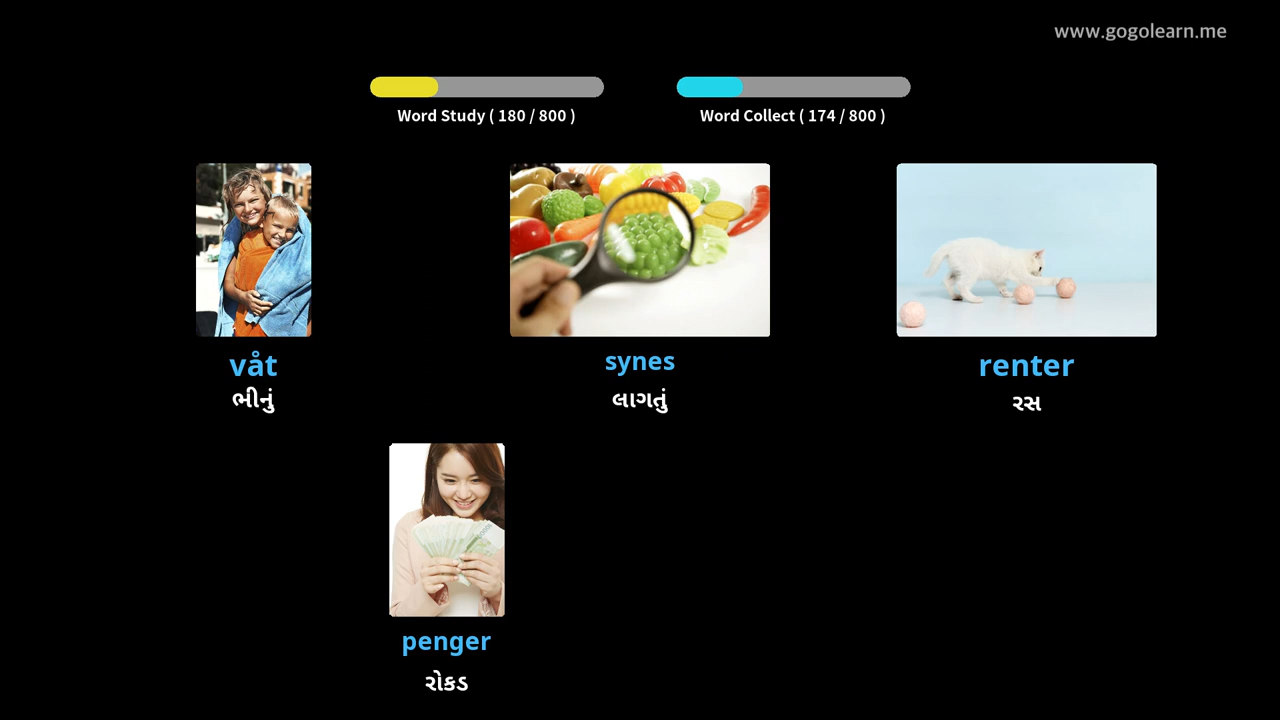 www.gogolearn.me
Word Study ( 180 / 800 )
Word Collect ( 174 / 800 )
våt
ભીનું
synes
લાગતું
renter
રસ
penger
રોકડ